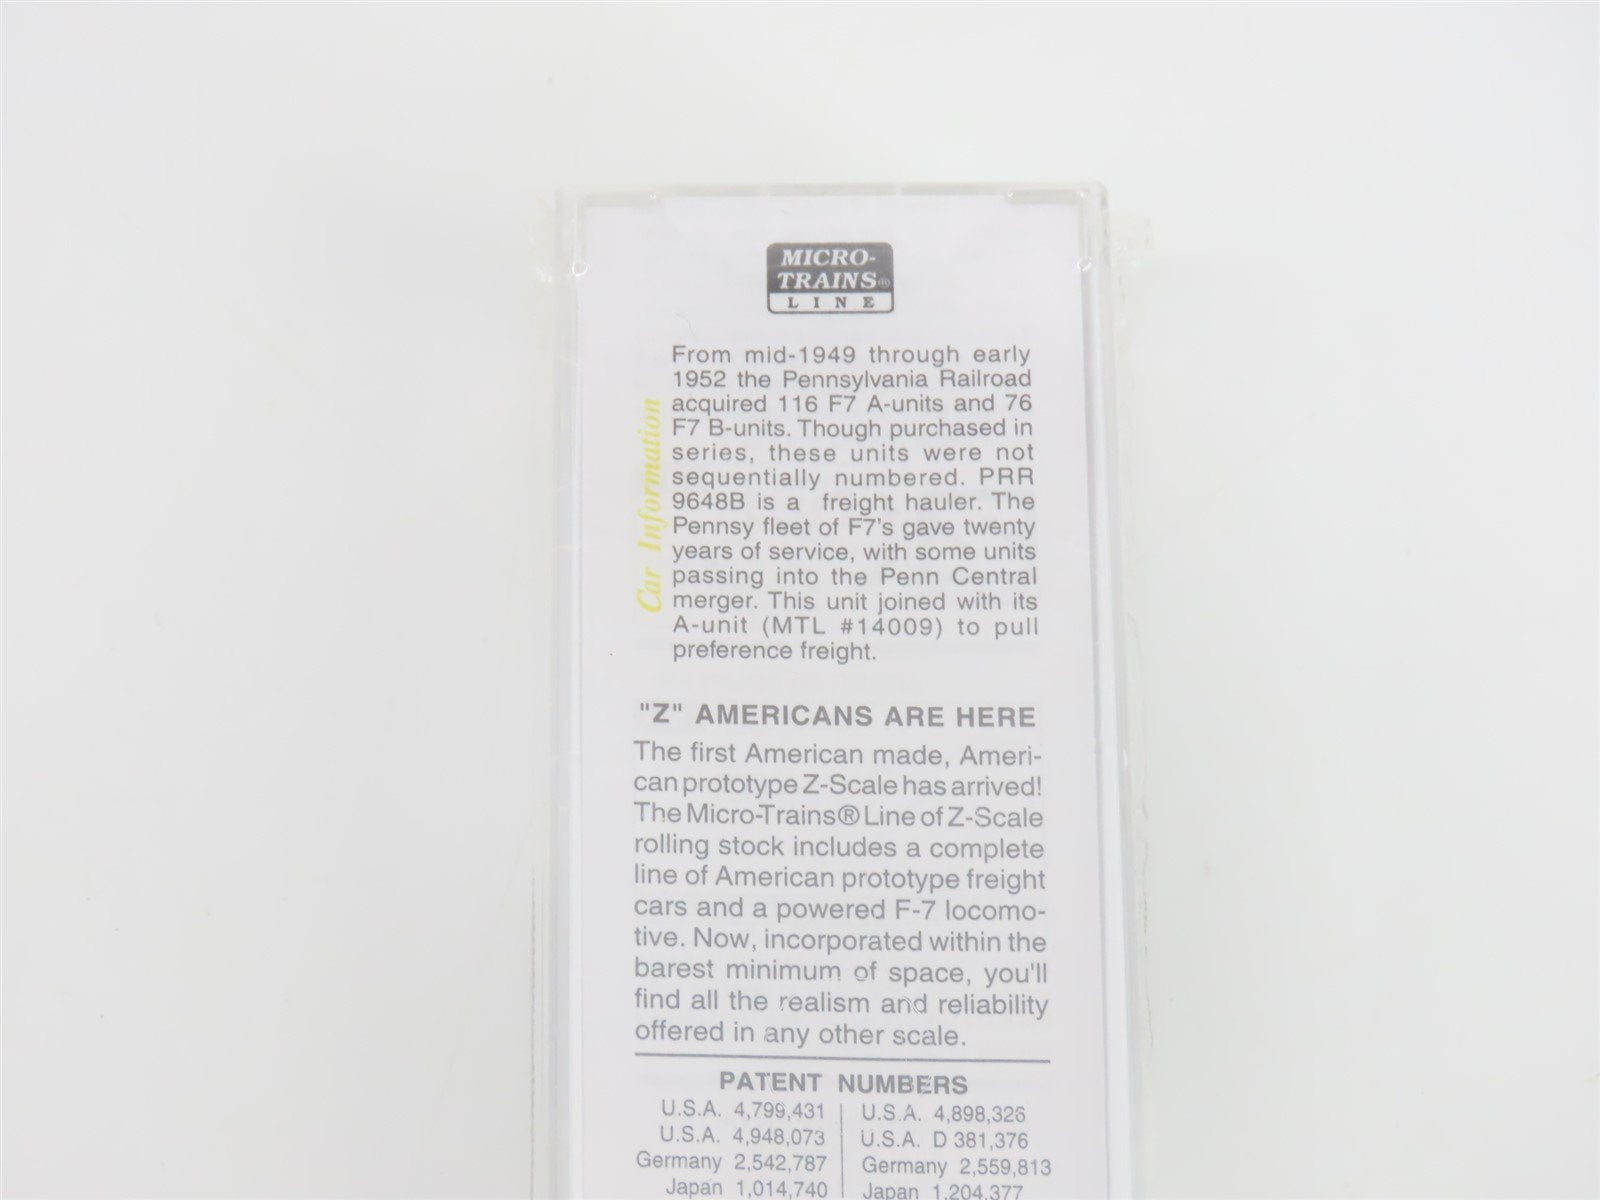 MICRO-
TRAINS®
LINE
Car Information
From mid-1949 through early
1952 the Pennsylvania Railroad
acquired 116 F7 A-units and 76
F7 B-units. Though purchased in
series, these units were not
sequentially numbered. PRR
9648B is a freight hauler. The
Pennsy fleet of F7's gave twenty
years of service, with some units
passing into the Penn Central
merger. This unit joined with its
A-unit (MTL #14009) to pull
preference freight.
"Z" AMERICANS ARE HERE
The first American made, Ameri-
can prototype Z-Scale has arrived!
The Micro-Trains® Line of Z-Scale
rolling stock includes a complete
line of American prototype freight
cars and a powered F-7 locomo-
tive. Now, incorporated within the
barest minimum of space, you'll
find all the realism and reliability
offered in any other scale.
PATENT NUMBERS
U.S.A. 4,799,431 | U.S.A. 4,898,326
U.S.A. 4,948,073 | U.S.A. D 381,376
Germany 2,542,787 | Germany 2,559,813
Japan 1,014,740 | Japan 1,204,377